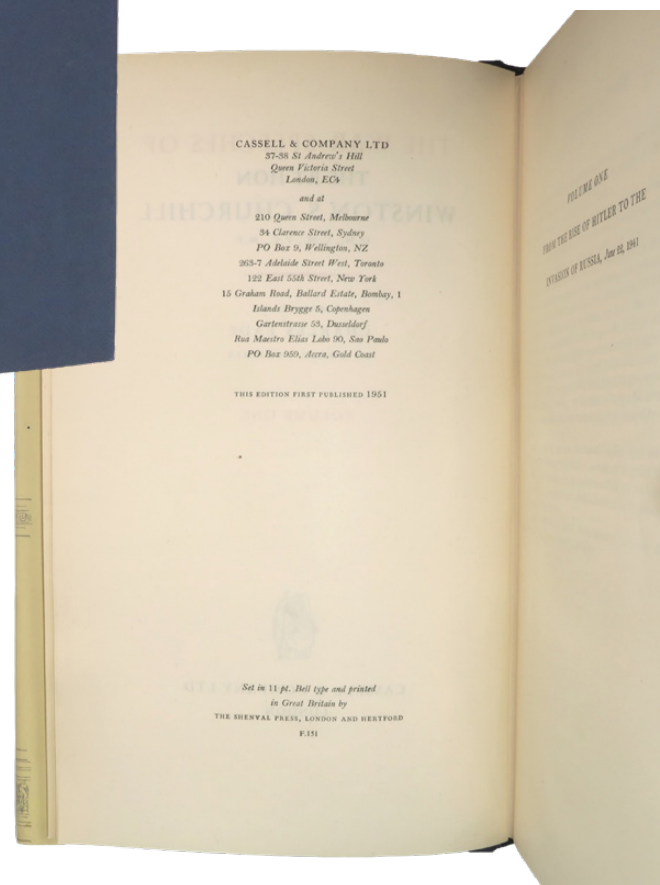 CASSELL & COMPANY LTD
37-38 St Andrew's Hill
Queen Victoria Street
London, EC4
and at
210 Queen Street, Melbourne
34 Clarence Street, Sydney
PO Box 9, Wellington, NZ
263-7 Adelaide Street West, Toronto
122 East 55th Street, New York
15 Graham Road, Ballard Estate, Bombay, 1
Islands Brygge 5, Copenhagen
Gartenstrasse 53, Dusseldorf
Rua Maestro Elias Lobo 90, Sao Paulo
PO Box 959, Accra, Gold Coast
THIS EDITION FIRST PUBLISHED 1951
Set in 11 pt. Bell type and printed
in Great Britain by
THE SHENVAL PRESS, LONDON AND HERTFORD
F.151
VOLUME ONE
FROM THE RISE OF HITLER TO THE
INVASION OF RUSSIA, June 22, 1941